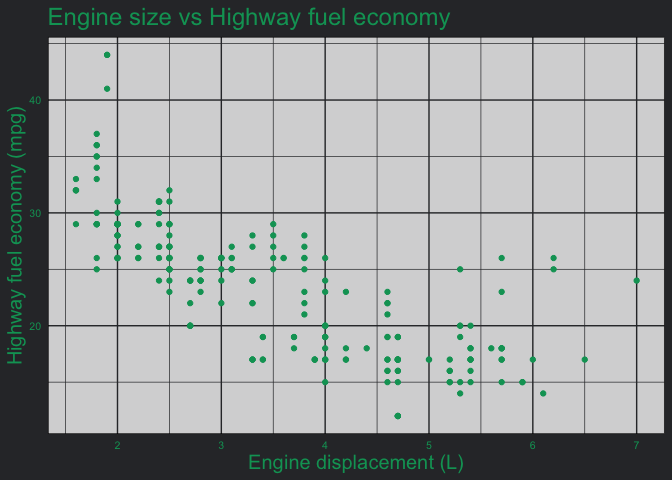 Engine size vs Highway fuel economy
Highway fuel economy (mpg)
40
30
20
2 3 4 5 6 7
Engine displacement (L)